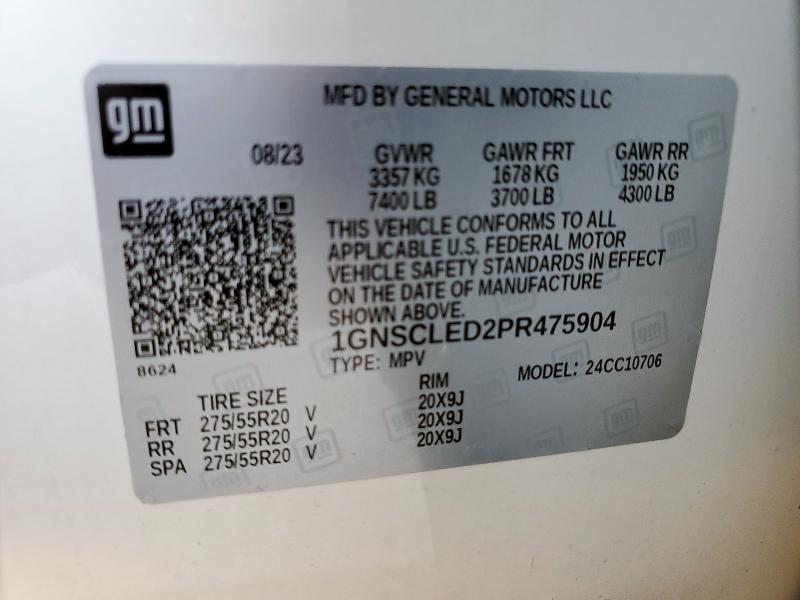 gm
MFD BY GENERAL MOTORS LLC
08/23 GVWR GAWR FRT GAWR RR
3357 KG 1678 KG 1950 KG
7400 LB 3700 LB 4300 LB
THIS VEHICLE CONFORMS TO ALL
APPLICABLE U.S. FEDERAL MOTOR
VEHICLE SAFETY STANDARDS IN EFFECT
ON THE DATE OF MANUFACTURE
SHOWN ABOVE.
1GNSCLED2PR475904
8624 TYPE: MPV MODEL: 24CC10706
TIRE SIZE RIM
FRT 275/55R20 V 20X9J
RR 275/55R20 V 20X9J
SPA 275/55R20 V 20X9J